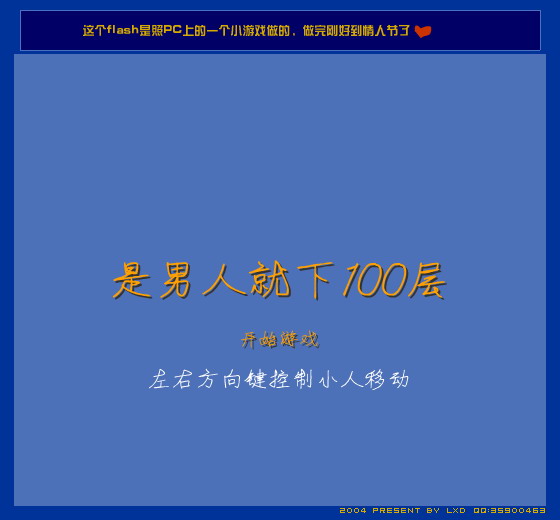 这个flash是照PC上的一个小游戏做的，做完刚好到情人节了
是男人就下100层
开始游戏
左右方向键控制小人移动
2004 PRESENT BY LXD QQ:35900463